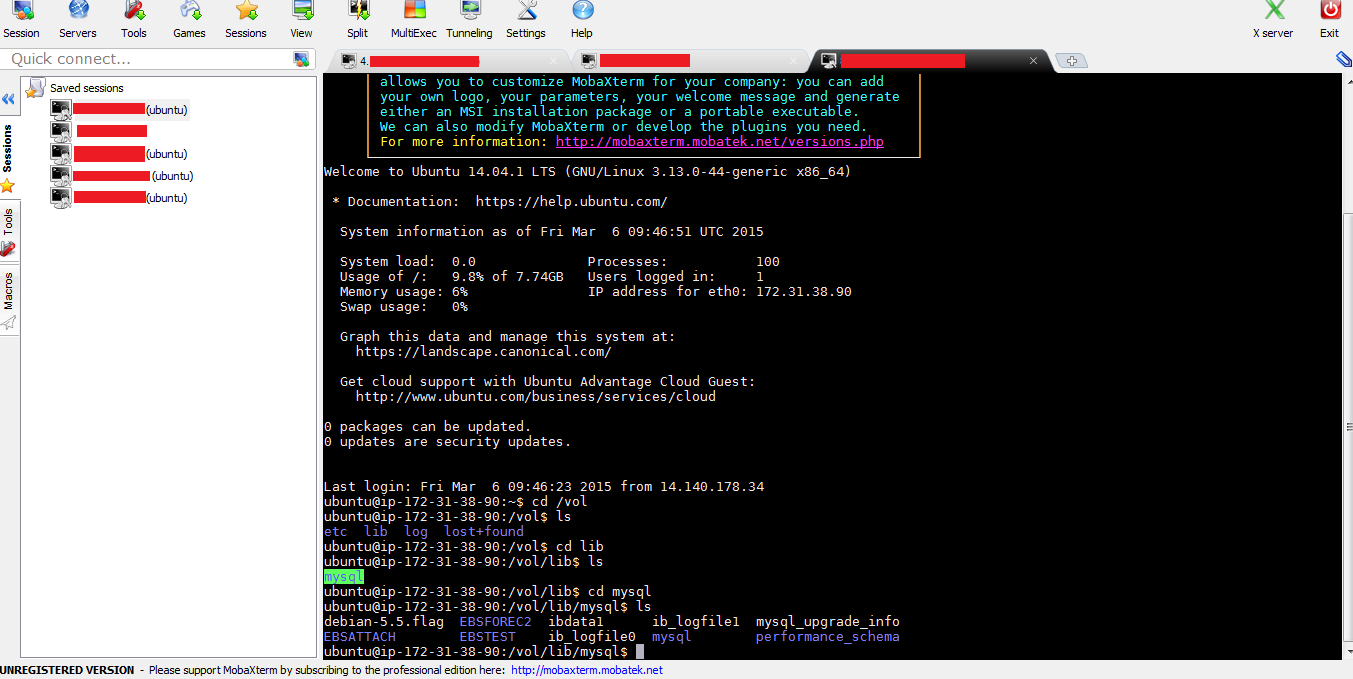 Session Servers Tools Games Sessions View Split MultiExec Tunneling Settings Help X server Exit
Quick connect...
4.
Saved sessions
(ubuntu)
(ubuntu)
(ubuntu)
(ubuntu)
Sessions
Tools
Macros
allows you to customize MobaXterm for your company: you can add
your own logo, your parameters, your welcome message and generate
either an MSI installation package or a portable executable.
We can also modify MobaXterm or develop the plugins you need.
For more information: http://mobaxterm.mobatek.net/versions.php
Welcome to Ubuntu 14.04.1 LTS (GNU/Linux 3.13.0-44-generic x86_64)
* Documentation:  https://help.ubuntu.com/
System information as of Fri Mar  6 09:46:51 UTC 2015
System load:  0.0               Processes:           100
Usage of /:   9.8% of 7.74GB   Users logged in:     1
Memory usage: 6%               IP address for eth0: 172.31.38.90
Swap usage:   0%
Graph this data and manage this system at:
https://landscape.canonical.com/
Get cloud support with Ubuntu Advantage Cloud Guest:
http://www.ubuntu.com/business/services/cloud
0 packages can be updated.
0 updates are security updates.
Last login: Fri Mar  6 09:46:23 2015 from 14.140.178.34
ubuntu@ip-172-31-38-90:~$ cd /vol
ubuntu@ip-172-31-38-90:/vol$ ls
etc  lib  log  lost+found
ubuntu@ip-172-31-38-90:/vol$ cd lib
ubuntu@ip-172-31-38-90:/vol/lib$ ls
mysql
ubuntu@ip-172-31-38-90:/vol/lib$ cd mysql
ubuntu@ip-172-31-38-90:/vol/lib/mysql$ ls
debian-5.5.flag  EBSFOREC2  ibdata1      ib_logfile1  mysql_upgrade_info
EBSATTACH        EBSTEST    ib_logfile0  mysql        performance_schema
ubuntu@ip-172-31-38-90:/vol/lib/mysql$
UNREGISTERED VERSION - Please support MobaXterm by subscribing to the professional edition here: http://mobaxterm.mobatek.net